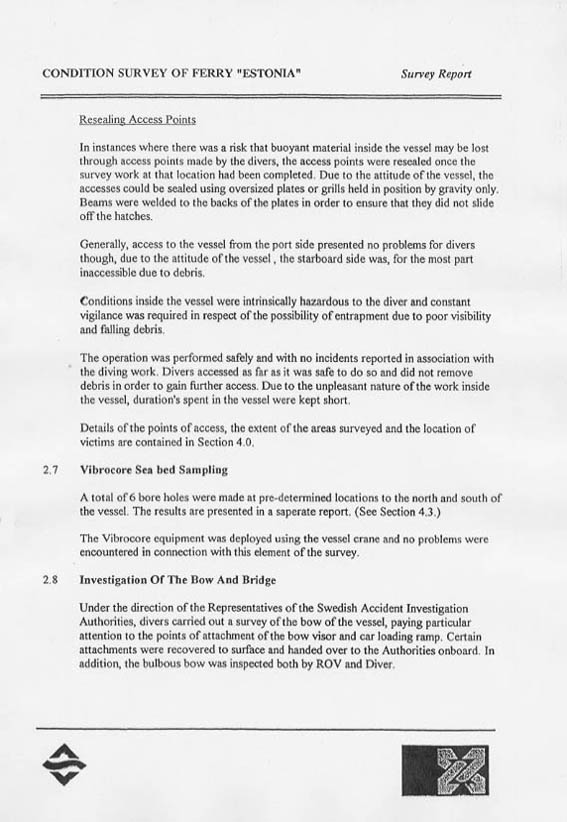 CONDITION SURVEY OF FERRY "ESTONIA" Survey Report
Resealing Access Points
In instances where there was a risk that buoyant material inside the vessel may be lost
through access points made by the divers, the access points were resealed once the
survey work at that location had been completed. Due to the attitude of the vessel, the
accesses could be sealed using oversized plates or grills held in position by gravity only.
Beams were welded to the backs of the plates in order to ensure that they did not slide
off the hatches.
Generally, access to the vessel from the port side presented no problems for divers
though, due to the attitude of the vessel , the starboard side was, for the most part
inaccessible due to debris.
Conditions inside the vessel were intrinsically hazardous to the diver and constant
vigilance was required in respect of the possibility of entrapment due to poor visibility
and falling debris.
The operation was performed safely and with no incidents reported in association with
the diving work. Divers accessed as far as it was safe to do so and did not remove
debris in order to gain further access. Due to the unpleasant nature of the work inside
the vessel, duration's spent in the vessel were kept short.
Details of the points of access, the extent of the areas surveyed and the location of
victims are contained in Section 4.0.
2.7 Vibrocore Sea bed Sampling
A total of 6 bore holes were made at pre-determined locations to the north and south of
the vessel. The results are presented in a saperate report. (See Section 4.3.)
The Vibrocore equipment was deployed using the vessel crane and no problems were
encountered in connection with this element of the survey.
2.8 Investigation Of The Bow And Bridge
Under the direction of the Representatives of the Swedish Accident Investigation
Authorities, divers carried out a survey of the bow of the vessel, paying particular
attention to the points of attachment of the bow visor and car loading ramp. Certain
attachments were recovered to surface and handed over to the Authorities onboard. In
addition, the bulbous bow was inspected both by ROV and Diver.